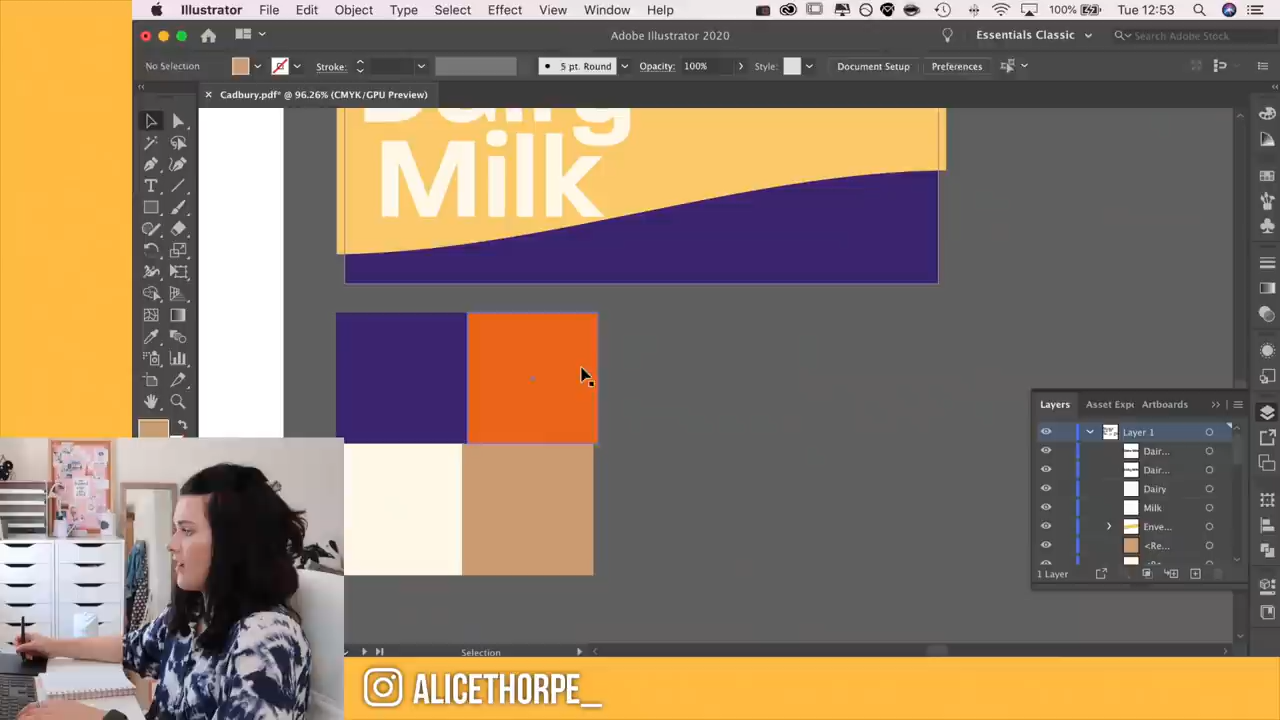 Illustrator File Edit Object Type Select Effect View Window Help 100% Tue 12:53
Adobe Illustrator 2020 Essentials Classic Search Adobe Stock
No Selection Stroke: 5 pt. Round Opacity: 100% Style: Document Setup Preferences
× Cadbury.pdf* @ 96.26% (CMYK/GPU Preview)
Dairy
Milk
Layers Asset Expo Artboards
Layer 1
Dair...
Dair...
Dairy
Milk
Enve...
<Re...
1 Layer
Selection
ALICETHORPE_